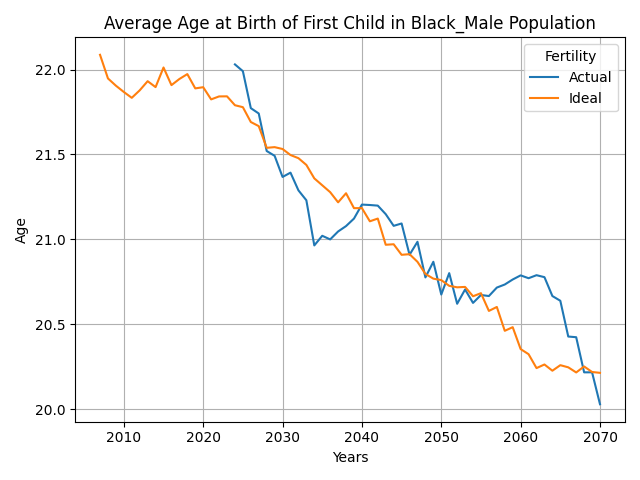 Average Age at Birth of First Child in Black_Male Population
Fertility
Actual
Ideal
Age
22.0
21.5
21.0
20.5
20.0
2010 2020 2030 2040 2050 2060 2070
Years